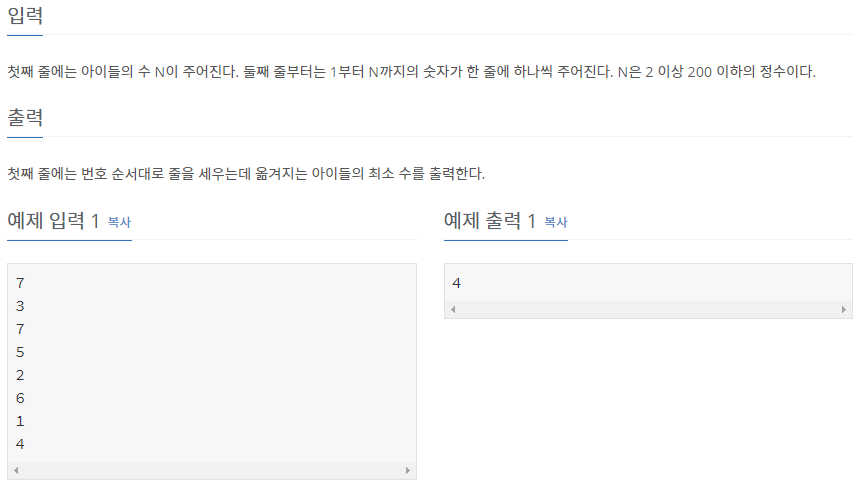 입력
첫째 줄에는 아이들의 수 N이 주어진다. 둘째 줄부터는 1부터 N까지의 숫자가 한 줄에 하나씩 주어진다. N은 2 이상 200 이하의 정수이다.
출력
첫째 줄에는 번호 순서대로 줄을 세우는데 옮겨지는 아이들의 최소 수를 출력한다.
예제 입력 1 복사
7
3
7
5
2
6
1
4
예제 출력 1 복사
4